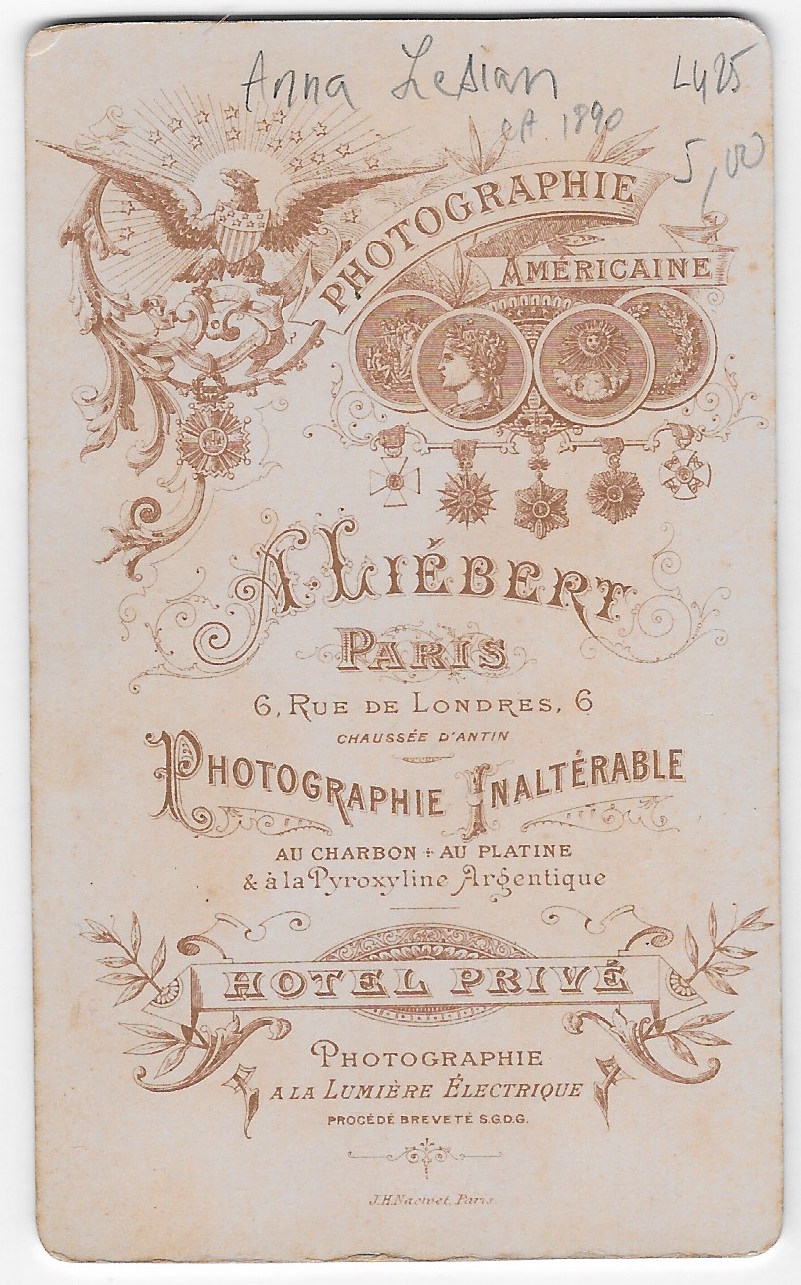 Anna Lesian
L425
est. 1890
5,00
PHOTOGRAPHIE
AMÉRICAINE
A. LIÉBERT
PARIS
6, RUE DE LONDRES, 6
CHAUSSÉE D'ANTIN
PHOTOGRAPHIE INALTÉRABLE
AU CHARBON + AU PLATINE
& à la Pyroxyline Argentique
HOTEL PRIVÉ
PHOTOGRAPHIE
A LA LUMIÈRE ÉLECTRIQUE
PROCÉDÉ BREVETÉ S.G.D.G.
J.H. Nacivet, Paris